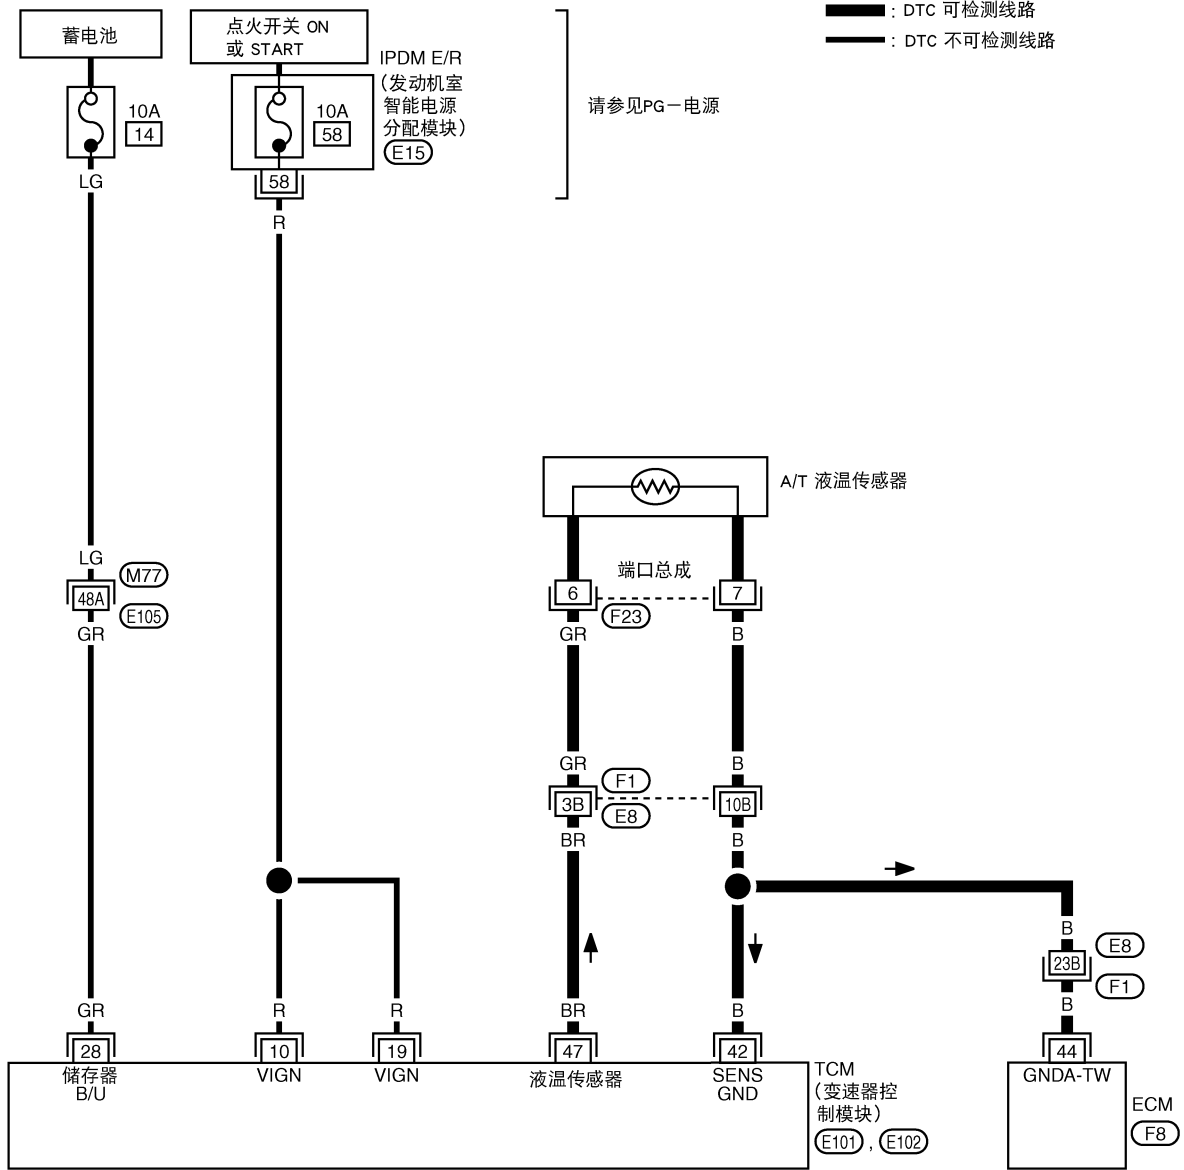 蓄电池
点火开关 ON
或 START
: DTC 可检测线路
: DTC 不可检测线路
IPDM E/R
(发动机室
智能电源
分配模块)
E15
10A
14
10A
58
请参见PG－电源
LG
58
R
A/T 液温传感器
LG
M77
48A
E105
GR
端口总成
6
7
F23
GR
B
GR
B
F1
3B
10B
E8
BR
B
B
E8
23B
F1
B
GR
R
R
BR
B
28
10
19
47
42
44
储存器
B/U
VIGN
VIGN
液温传感器
SENS
GND
TCM
(变速器控
制模块)
E101 , E102
GNDA-TW
ECM
F8